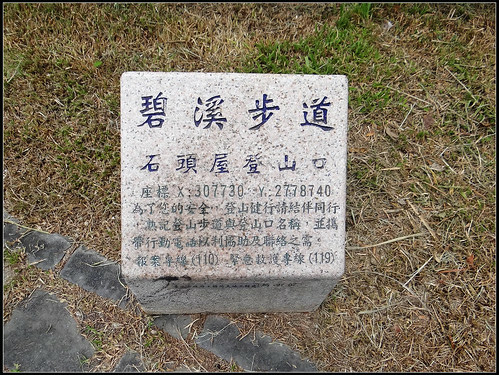 碧溪步道
石頭屋登山口
座標 X:307730 Y:2778740
為了您的安全，登山健行請結伴同行
，熟記登山步道與登山口名稱，並攜
帶行動電話以利協助及聯絡之需。
報案專線(110) 緊急救護專線(119)